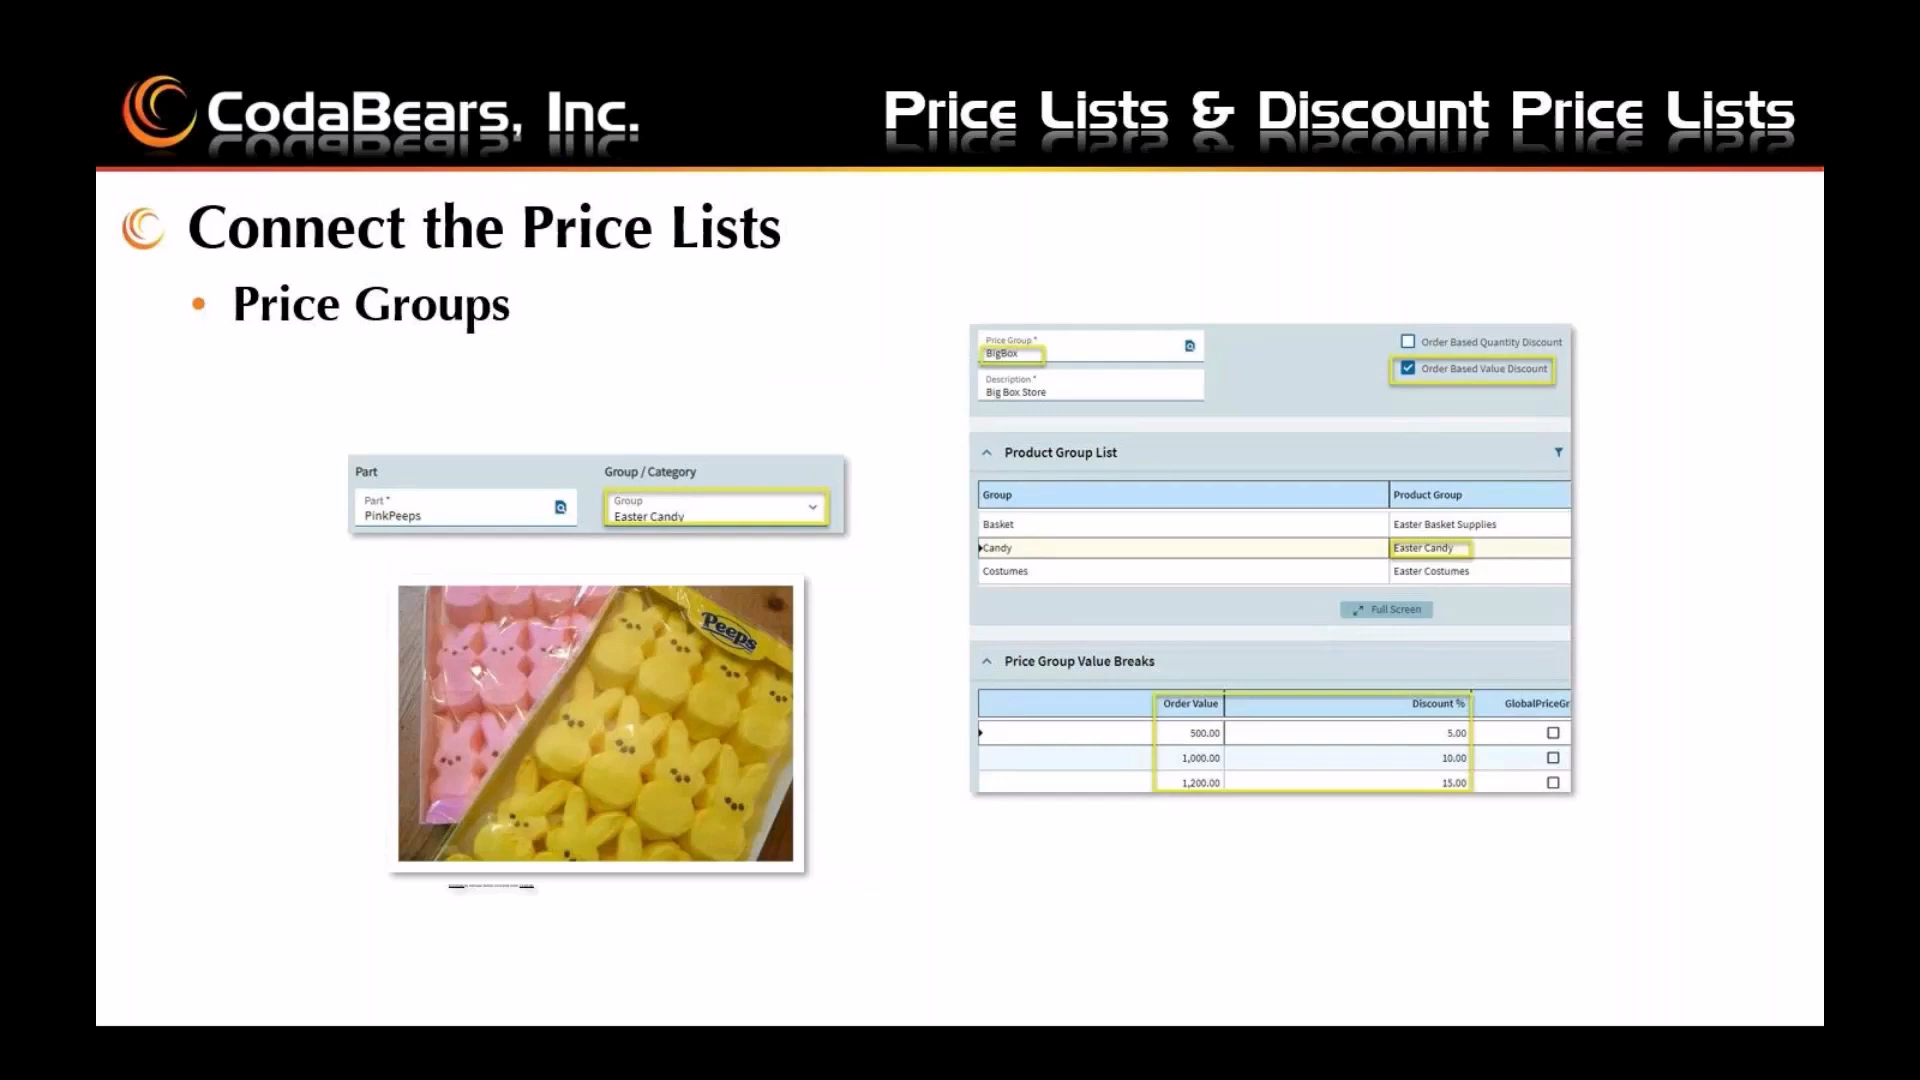 CodaBears, Inc.
Price Lists & Discount Price Lists
Connect the Price Lists
• Price Groups
Part
Group / Category
Part *
PinkPeeps
Group
Easter Candy
Peeps
Price Group *
BigBox
Description *
Big Box Store
Order Based Quantity Discount
Order Based Value Discount
Product Group List
Group Product Group
Basket Easter Basket Supplies
Candy Easter Candy
Costumes Easter Costumes
Full Screen
Price Group Value Breaks
Order Value Discount % GlobalPriceGr
500.00 5.00
1,000.00 10.00
1,200.00 15.00